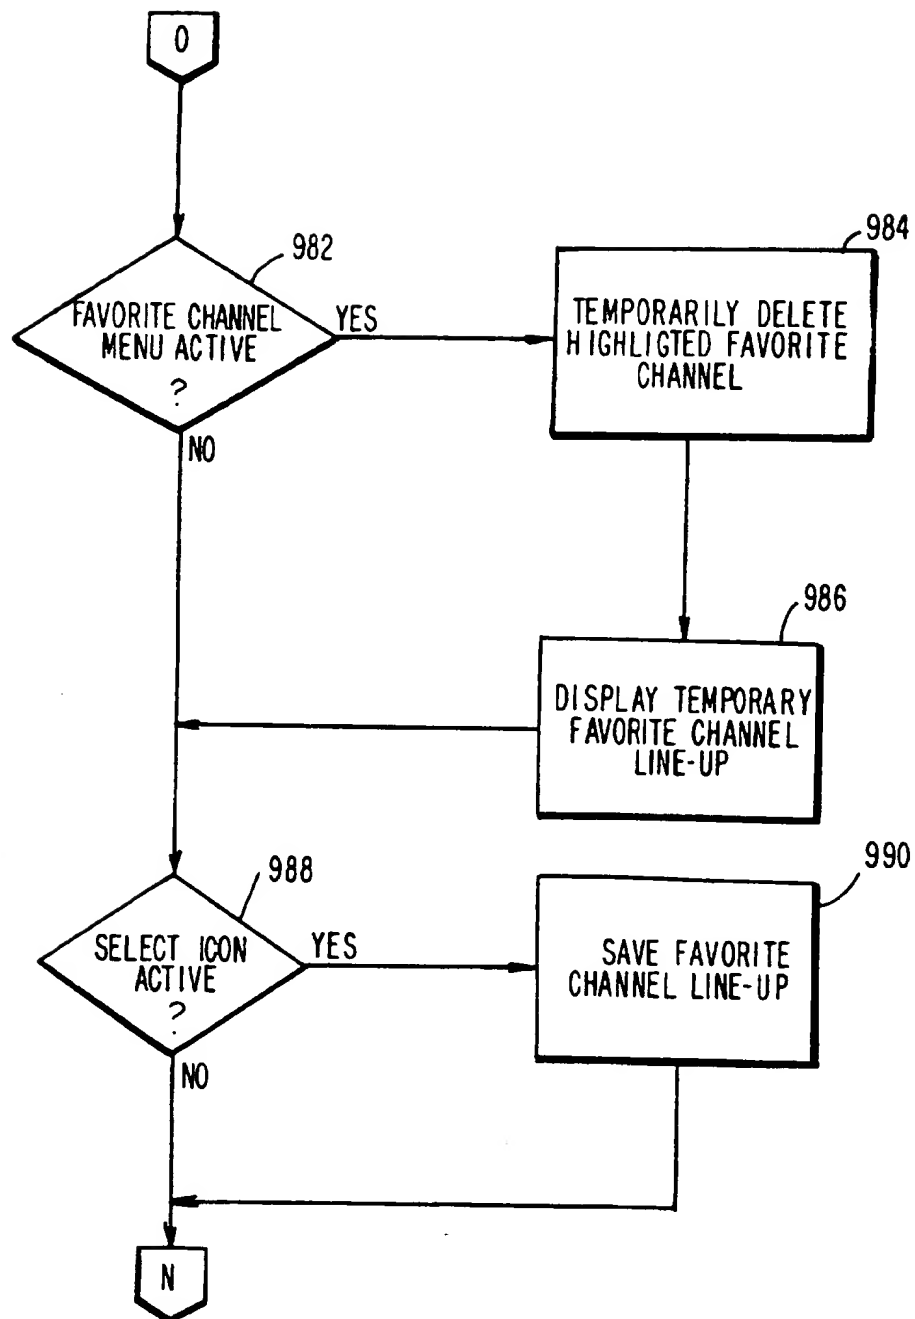 O
982
FAVORITE CHANNEL
MENU ACTIVE
?
YES
NO
984
TEMPORARILY DELETE
HIGHLIGTED FAVORITE
CHANNEL
986
DISPLAY TEMPORARY
FAVORITE CHANNEL
LINE-UP
988
SELECT ICON
ACTIVE
?
YES
NO
990
SAVE FAVORITE
CHANNEL LINE-UP
N